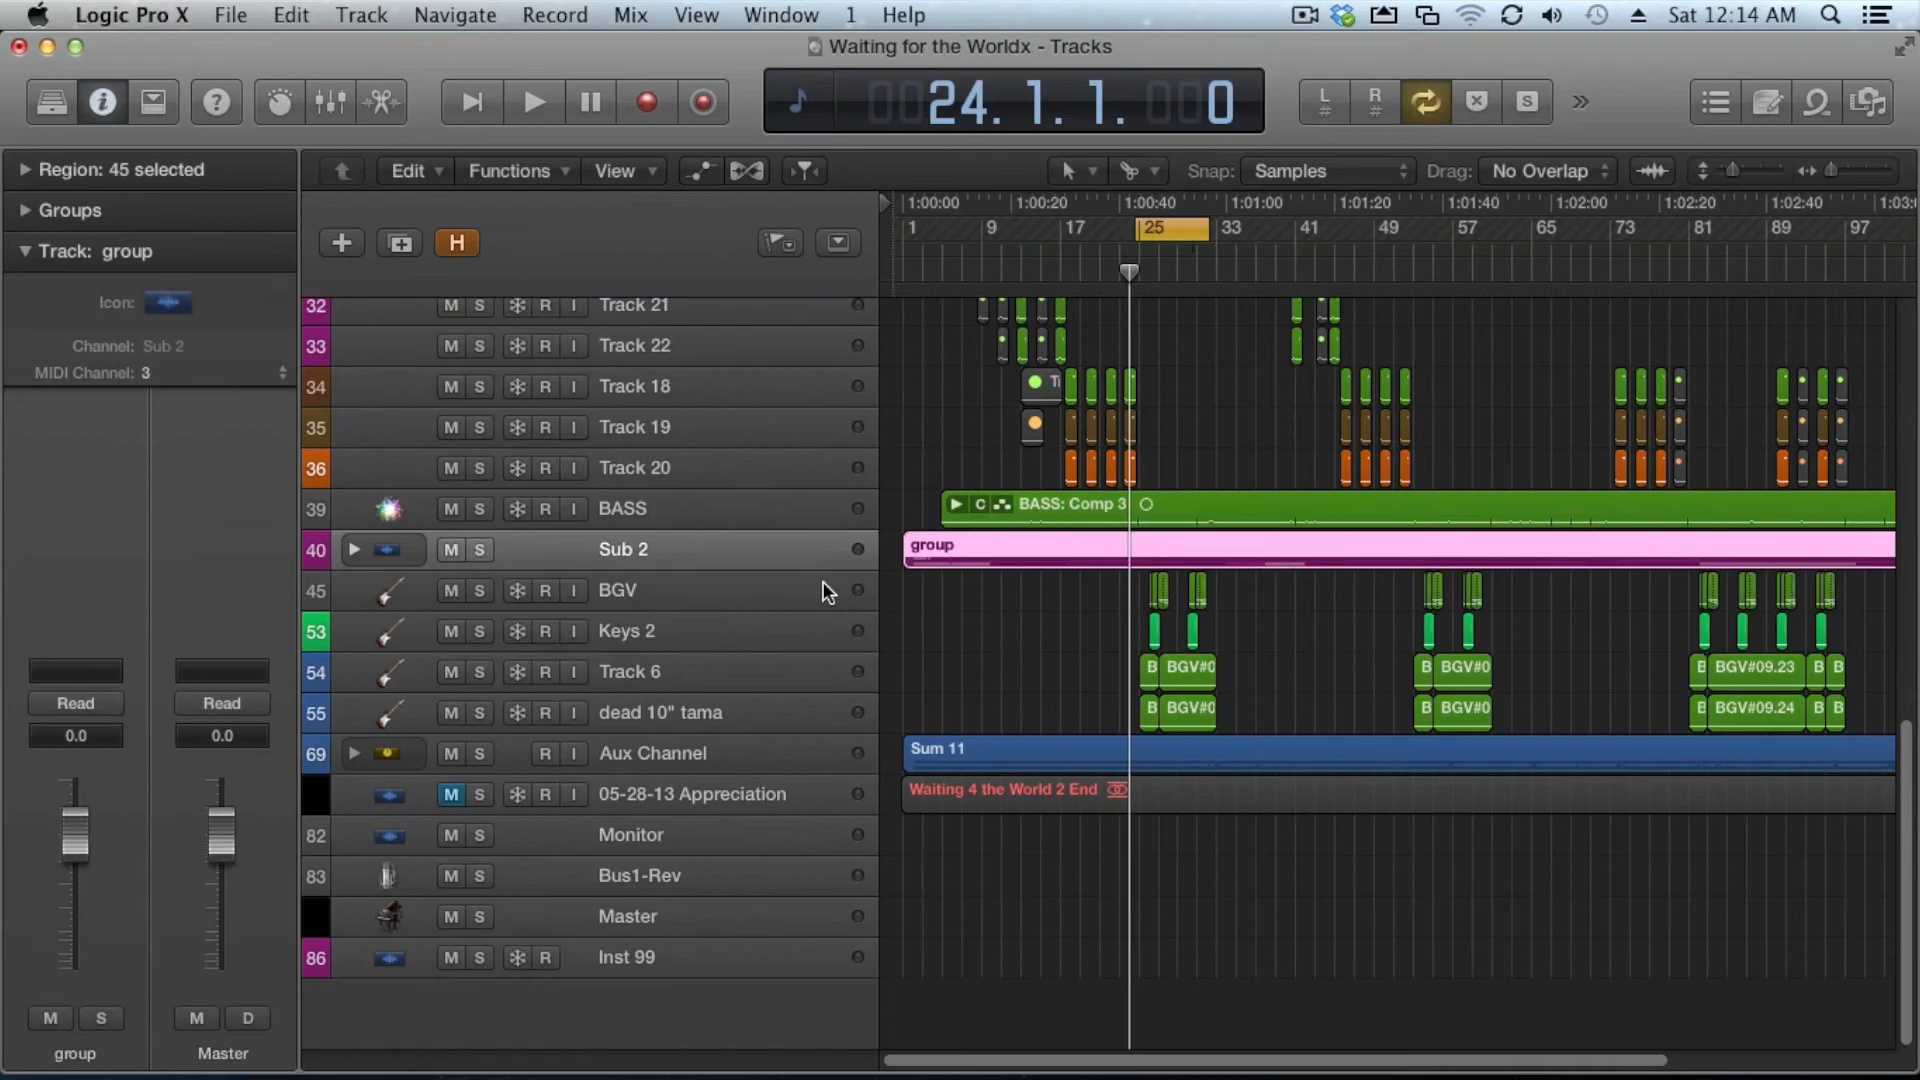 Logic Pro X File Edit Track Navigate Record Mix View Window 1 Help Sat 12:14 AM
Waiting for the Worldx - Tracks
24. 1. 1. 0
L R S
Region: 45 selected
Edit Functions View Snap: Samples Drag: No Overlap
Groups
1:00:00 1:00:20 1:00:40 1:01:00 1:01:20 1:01:40 1:02:00 1:02:20 1:02:40
1 9 17 25 33 41 49 57 65 73 81 89 97
Track: group
H
Icon:
Channel: Sub 2
MIDI Channel: 3
32 M S R I Track 21
33 M S R I Track 22
34 M S R I Track 18
35 M S R I Track 19
36 M S R I Track 20
39 M S R I BASS C BASS: Comp 3
40 M S Sub 2 group
45 M S R I BGV
53 M S R I Keys 2
54 M S R I Track 6 B BGV#0 B BGV#0 B BGV#09.23 B B
55 M S R I dead 10" tama B BGV#0 B BGV#0 B BGV#09.24 B B
69 M S R I Aux Channel Sum 11
M S R I 05-28-13 Appreciation Waiting 4 the World 2 End
82 M S Monitor
83 M S Bus1-Rev
M S Master
86 M S R Inst 99
Read Read
0.0 0.0
M S M D
group Master